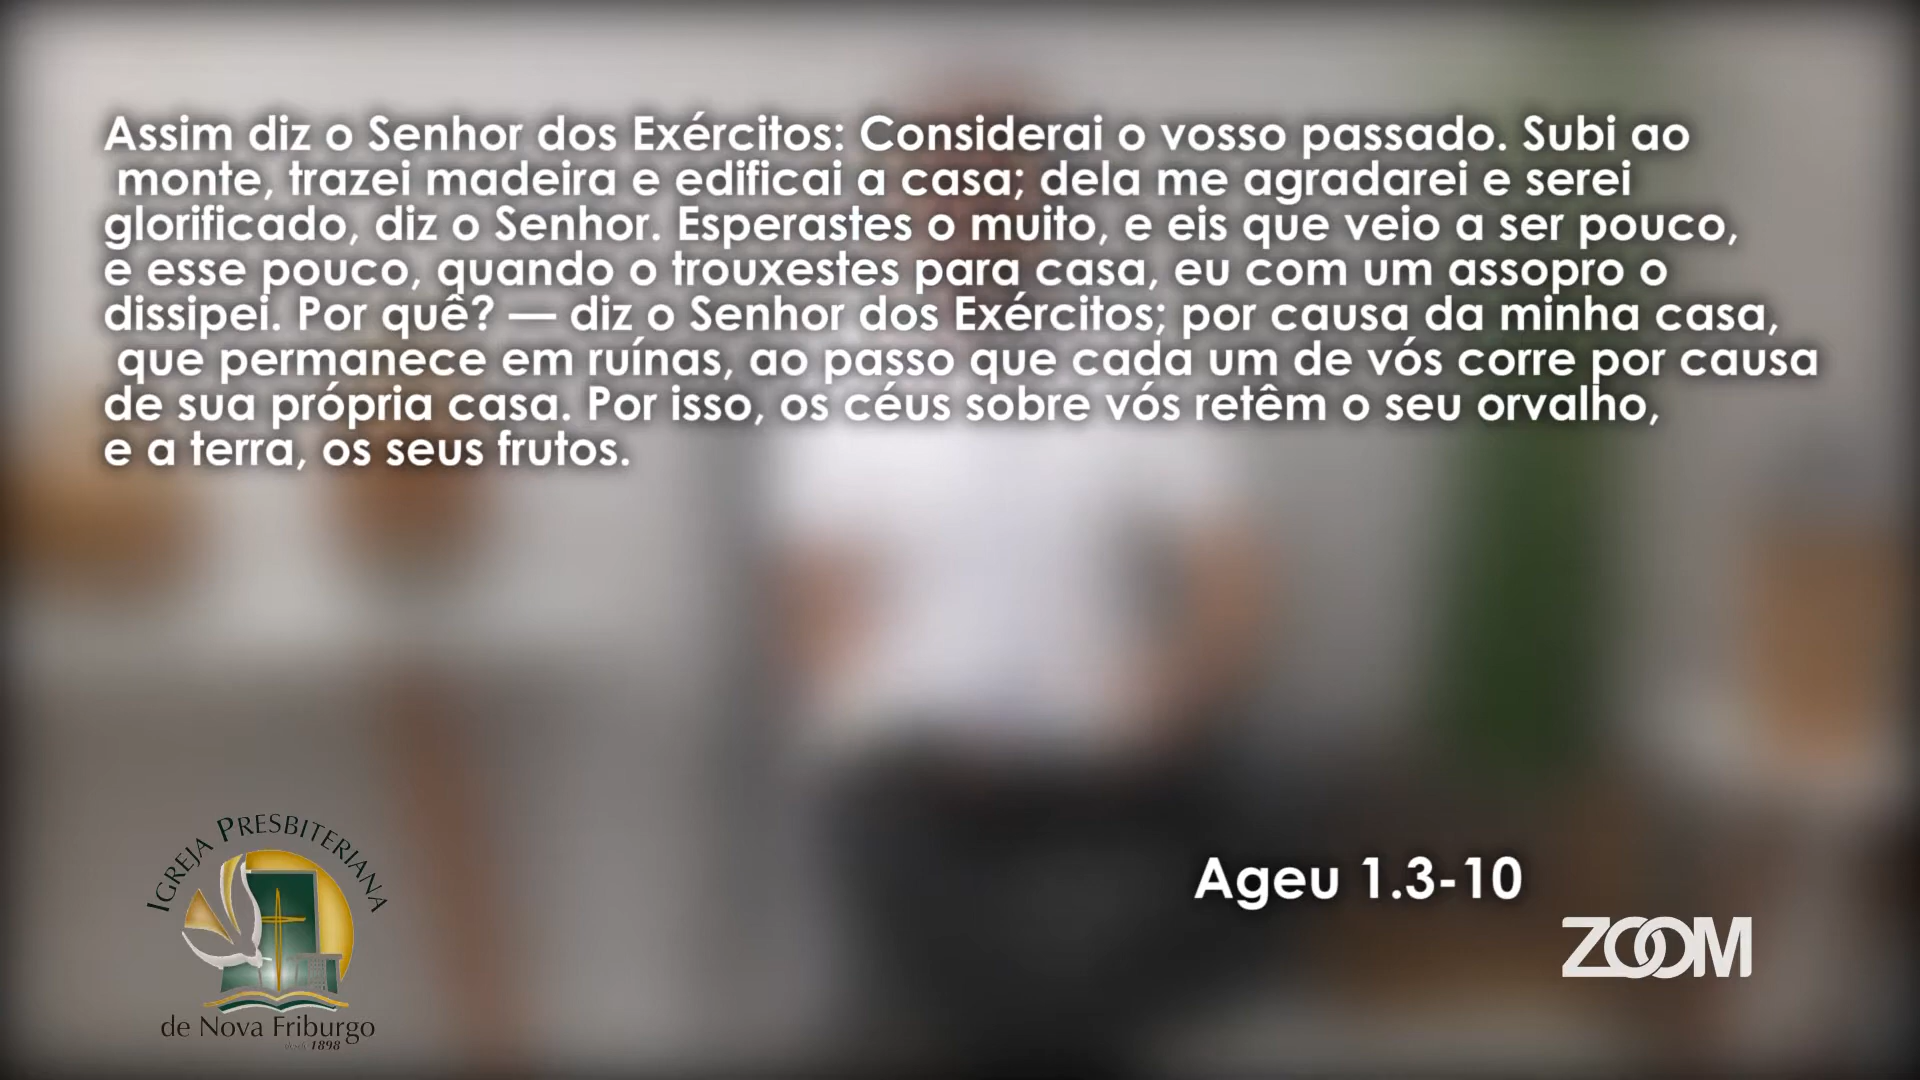 Assim diz o Senhor dos Exércitos: Considerai o vosso passado. Subi ao
monte, trazei madeira e edificai a casa; dela me agradarei e serei
glorificado, diz o Senhor. Esperastes o muito, e eis que veio a ser pouco,
e esse pouco, quando o trouxestes para casa, eu com um assopro o
dissipei. Por quê? — diz o Senhor dos Exércitos; por causa da minha casa,
que permanece em ruínas, ao passo que cada um de vós corre por causa
de sua própria casa. Por isso, os céus sobre vós retêm o seu orvalho,
e a terra, os seus frutos.
Ageu 1.3-10
ZOOM
IGREJA PRESBITERIANA
de Nova Friburgo
desde 1898